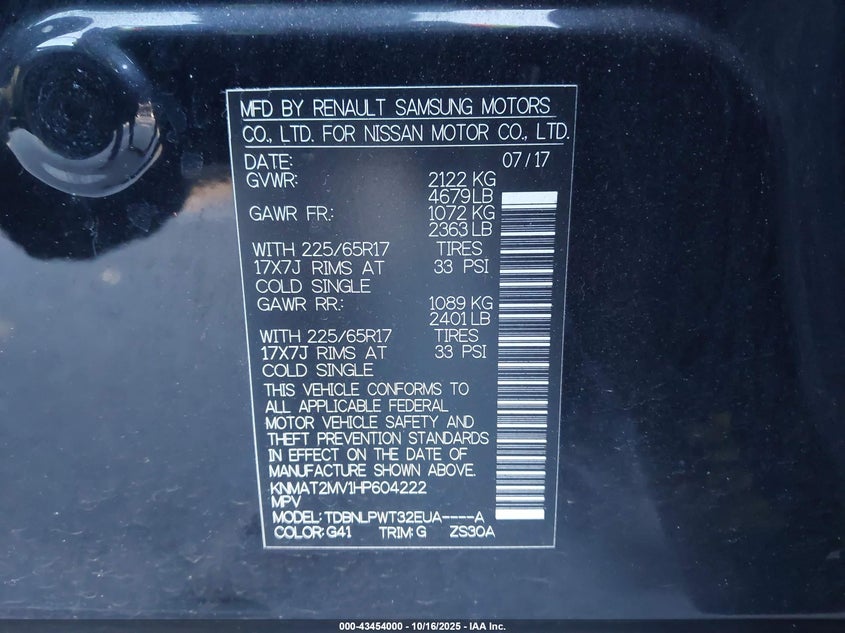 MFD BY RENAULT SAMSUNG MOTORS
CO., LTD. FOR NISSAN MOTOR CO., LTD.
DATE: 07/17
GVWR: 2122 KG
4679 LB
GAWR FR.: 1072 KG
2363 LB
WITH 225/65R17 TIRES
17X7J RIMS AT 33 PSI
COLD SINGLE
GAWR RR.: 1089 KG
2401 LB
WITH 225/65R17 TIRES
17X7J RIMS AT 33 PSI
COLD SINGLE
THIS VEHICLE CONFORMS TO
ALL APPLICABLE FEDERAL
MOTOR VEHICLE SAFETY AND
THEFT PREVENTION STANDARDS
IN EFFECT ON THE DATE OF
MANUFACTURE SHOWN ABOVE.
KNMAT2MV1HP604222
MPV
MODEL: TDBNLPWT32EUA----A
COLOR: G41 TRIM: G ZS30A
000-43454000 - 10/16/2025 - IAA Inc.